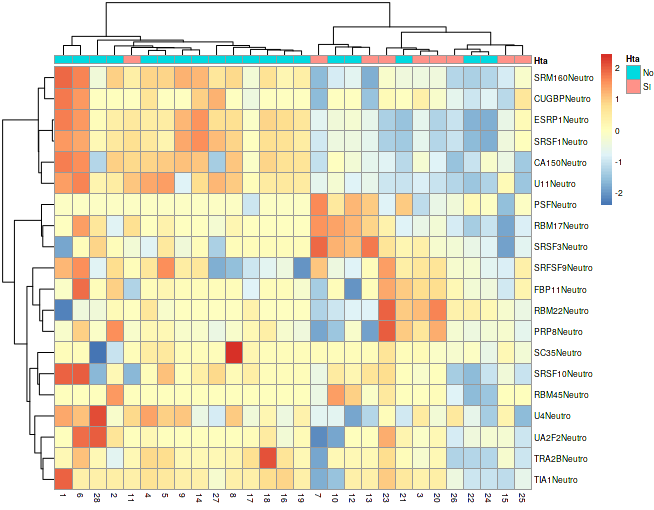 Hta
SRM160Neutro
CUGBPNeutro
ESRP1Neutro
SRSF1Neutro
CA150Neutro
U11Neutro
PSFNeutro
RBM17Neutro
SRSF3Neutro
SRFSF9Neutro
FBP11Neutro
RBM22Neutro
PRP8Neutro
SC35Neutro
SRSF10Neutro
RBM45Neutro
U4Neutro
UA2F2Neutro
TRA2BNeutro
TIA1Neutro
1 6 28 2 11 4 5 9 14 27 8 17 18 16 19 7 10 12 13 23 21 3 20 26 22 24 15 25
2
1
0
-1
-2
Hta
No
SI